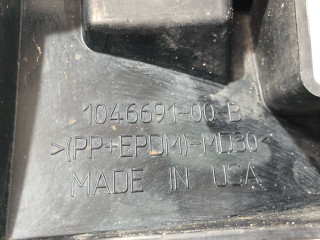 1046691-00-B
>(PP+EPDM)-MD30<
MADE IN USA